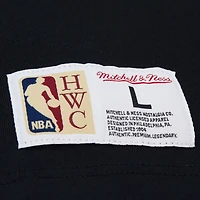 H
W
C
NBA
Mitchell & Ness
L
MITCHELL & NESS NOSTALGIA CO.
AUTHENTIC LICENSED APPAREL
DESIGNED IN PHILADELPHIA, PA.
ESTABLISHED 1904
AUTHENTIC, PREMIUM, LEGENDARY.